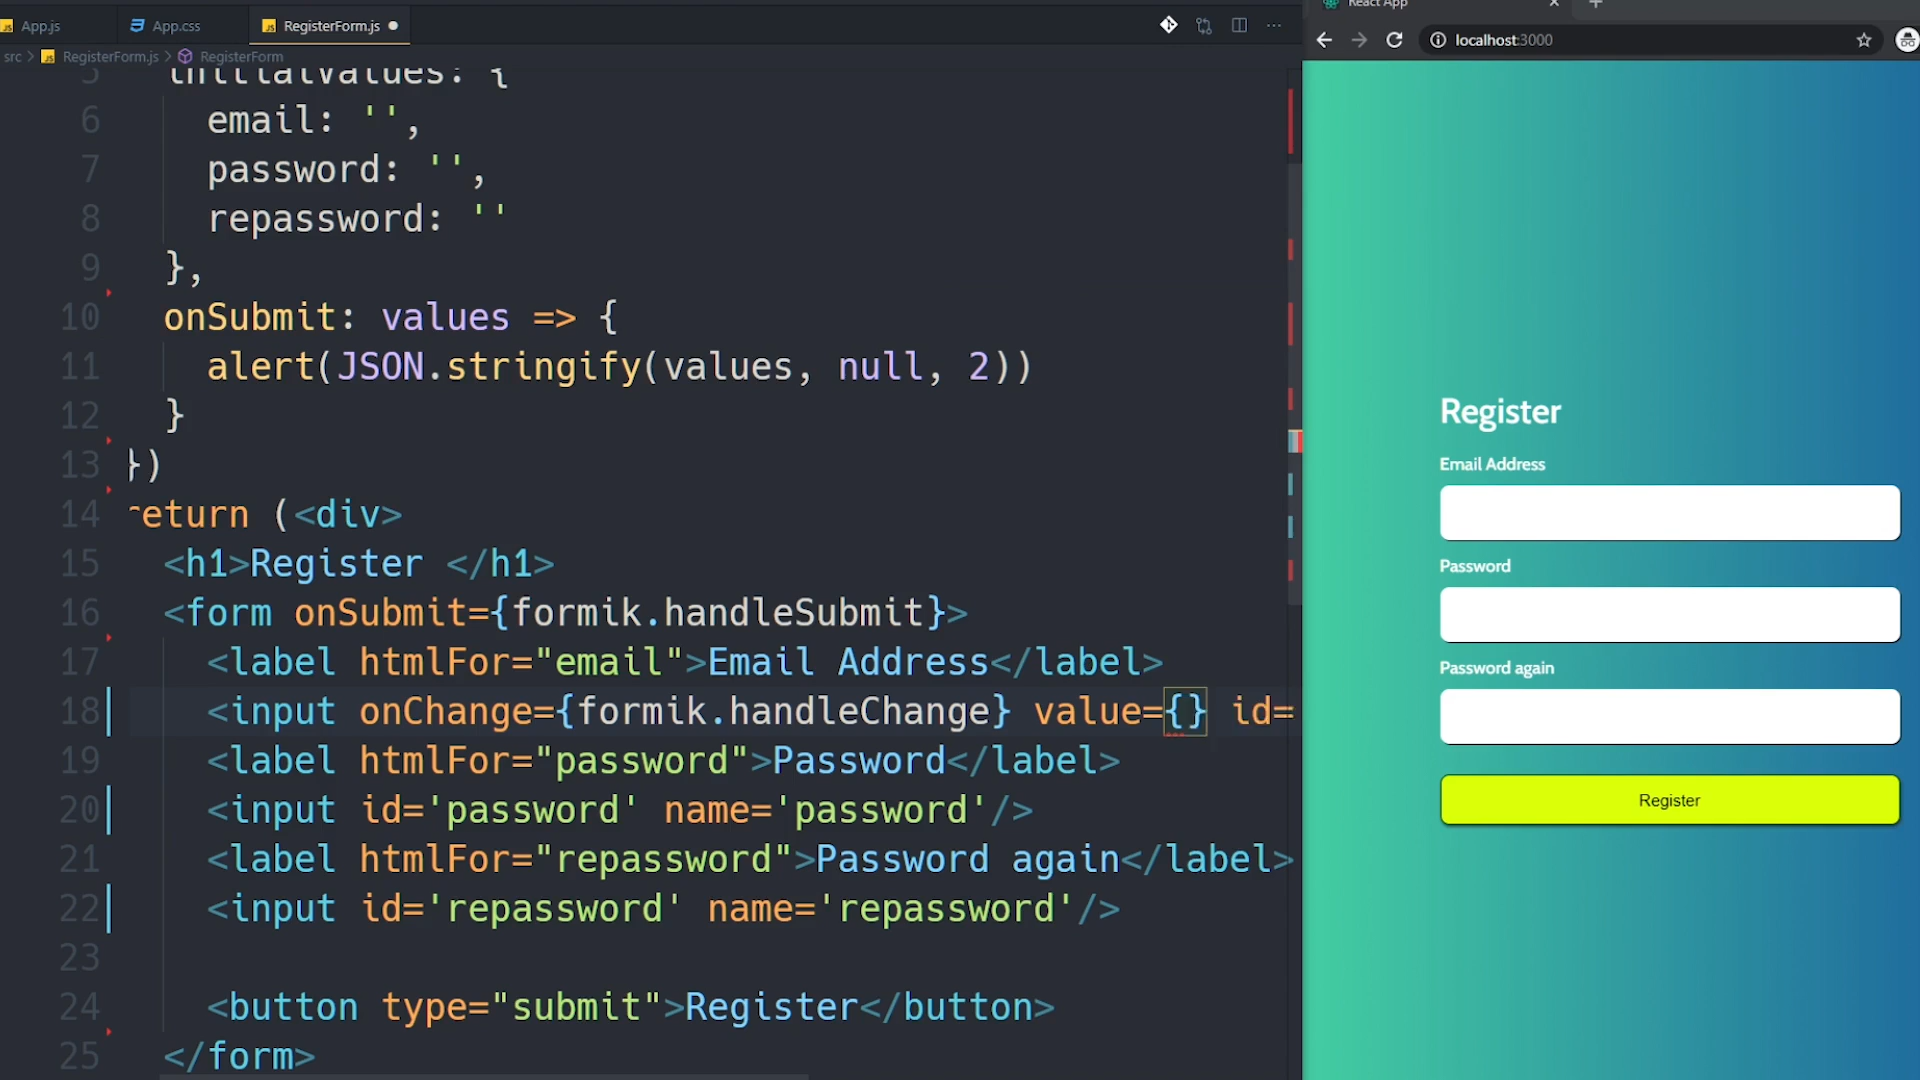 App.js
App.css
RegisterForm.js
src > RegisterForm.js > RegisterForm
5 initialValues: {
6 email: '',
7 password: '',
8 repassword: ''
9 },
10 onSubmit: values => {
11 alert(JSON.stringify(values, null, 2))
12 }
13 })
14 return (<div>
15 <h1>Register </h1>
16 <form onSubmit={formik.handleSubmit}>
17 <label htmlFor="email">Email Address</label>
18 <input onChange={formik.handleChange} value={} id=
19 <label htmlFor="password">Password</label>
20 <input id='password' name='password'/>
21 <label htmlFor="repassword">Password again</label>
22 <input id='repassword' name='repassword'/>
23
24 <button type="submit">Register</button>
25 </form>
React App
localhost:3000
Register
Email Address
Password
Password again
Register